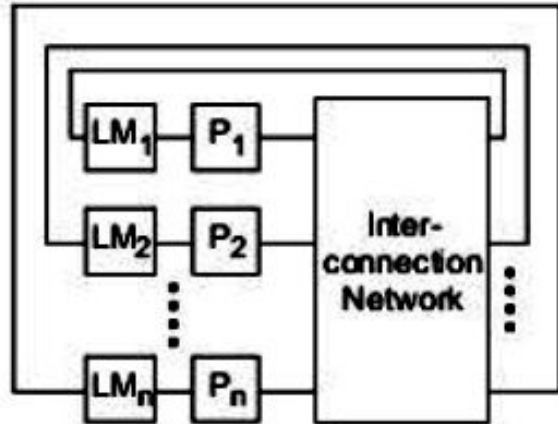 LM₁ P₁
LM₂ P₂
Inter-
connection
Network
LMₙ Pₙ